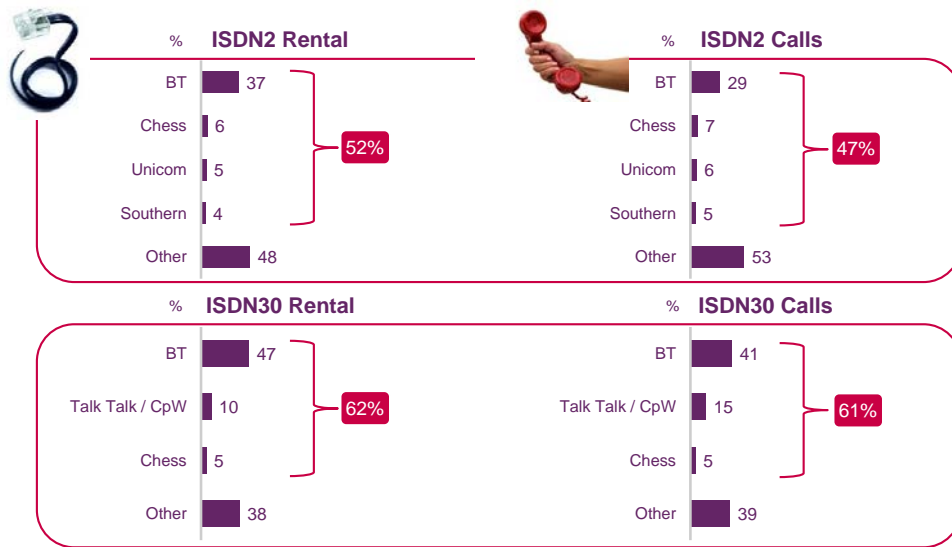 % ISDN2 Rental
BT 37
Chess 6
Unicom 5
Southern 4
Other 48
52%
% ISDN2 Calls
BT 29
Chess 7
Unicom 6
Southern 5
Other 53
47%
% ISDN30 Rental
BT 47
Talk Talk / CpW 10
Chess 5
Other 38
62%
% ISDN30 Calls
BT 41
Talk Talk / CpW 15
Chess 5
Other 39
61%